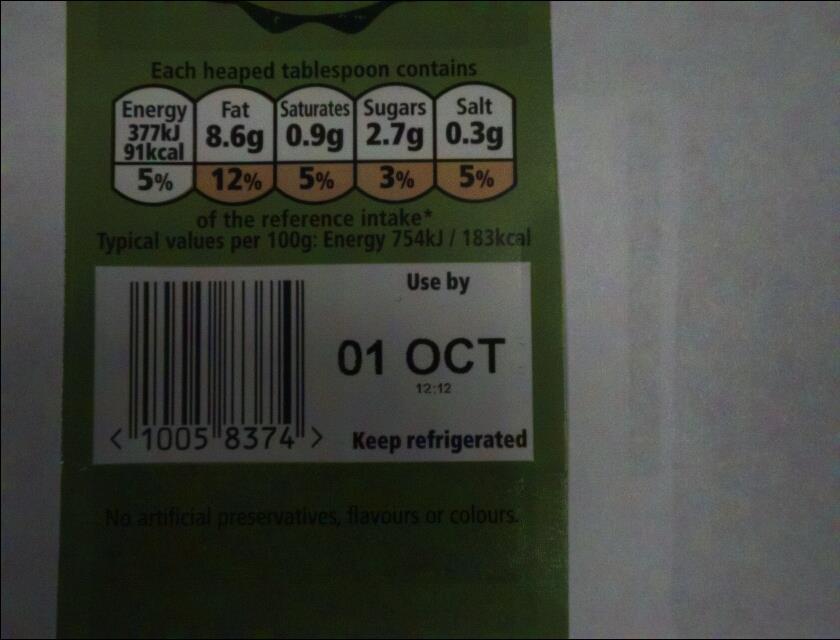 Each heaped tablespoon contains
Energy Fat Saturates Sugars Salt
377kJ 8.6g 0.9g 2.7g 0.3g
91kcal
5% 12% 5% 3% 5%
of the reference intake*
Typical values per 100g: Energy 754kJ / 183kcal
Use by
01 OCT
12:12
< 1005 8374 >
Keep refrigerated
No artificial preservatives, flavours or colours.